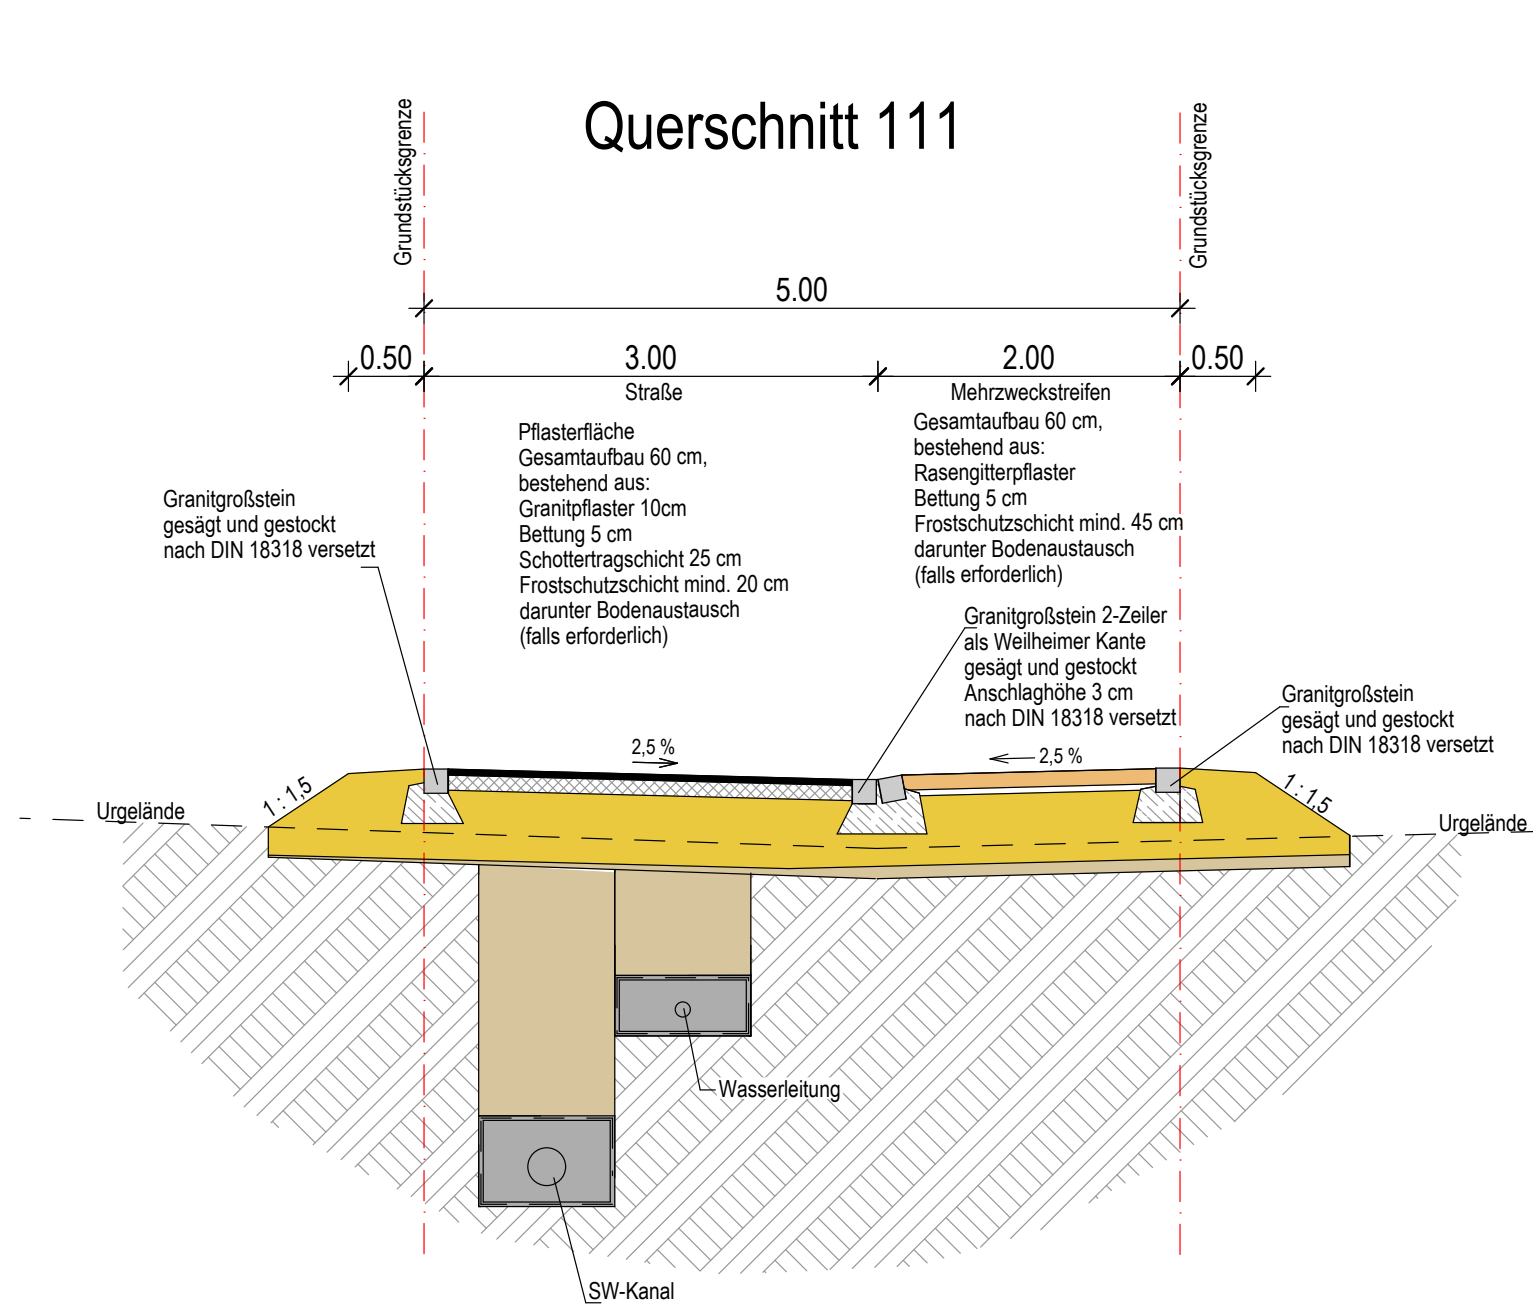 Querschnitt 111
Grundstücksgrenze
Grundstücksgrenze
5.00
0.50
3.00
2.00
0.50
Straße
Mehrzweckstreifen
Pflasterfläche
Gesamtaufbau 60 cm,
bestehend aus:
Granitpflaster 10cm
Bettung 5 cm
Schottertragschicht 25 cm
Frostschutzschicht mind. 20 cm
darunter Bodenaustausch
(falls erforderlich)
Gesamtaufbau 60 cm,
bestehend aus:
Rasengitterpflaster
Bettung 5 cm
Frostschutzschicht mind. 45 cm
darunter Bodenaustausch
(falls erforderlich)
Granitgroßstein
gesägt und gestockt
nach DIN 18318 versetzt
Granitgroßstein 2-Zeiler
als Weilheimer Kante
gesägt und gestockt
Anschlaghöhe 3 cm
nach DIN 18318 versetzt
Granitgroßstein
gesägt und gestockt
nach DIN 18318 versetzt
2,5 %
2,5 %
1 : 1,5
1 : 1,5
Urgelände
Urgelände
Wasserleitung
SW-Kanal